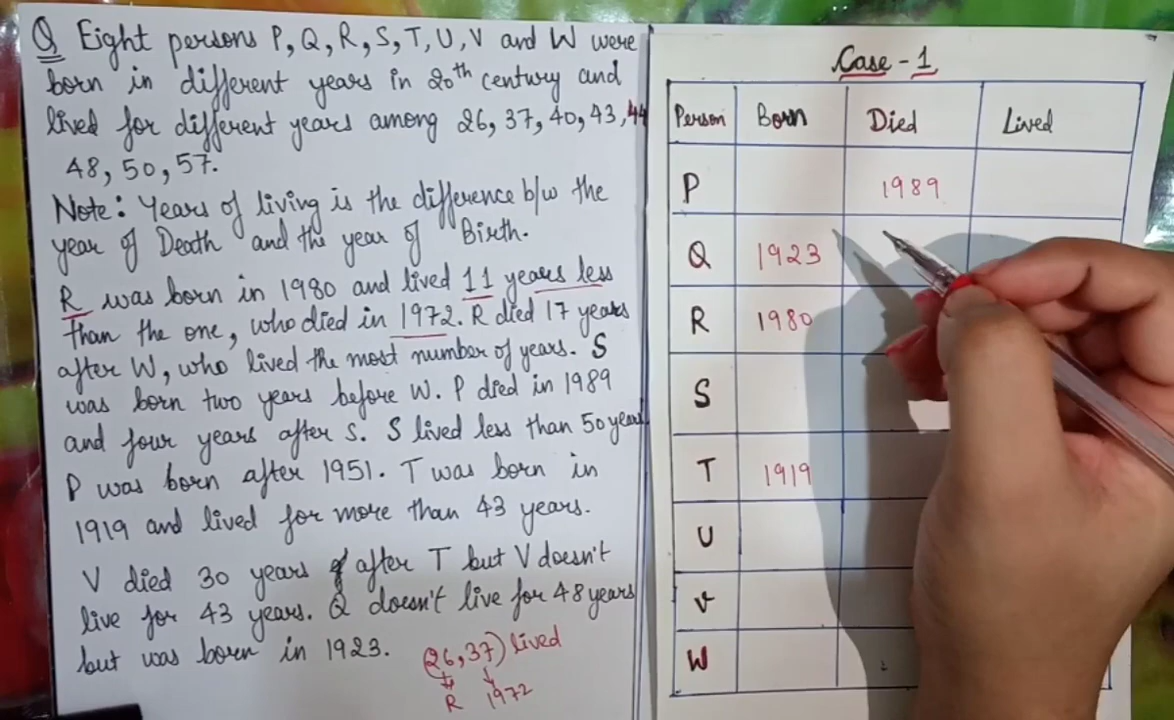 Q Eight persons P, Q, R, S, T, U, V and W were
born in different years in 20th century and
lived for different years among 26, 37, 40, 43, 44
48, 50, 57.
Note: Years of living is the difference b/w the
year of Death and the year of Birth.
R was born in 1980 and lived 11 years less
than the one, who died in 1972. R died 17 years
after W, who lived the most number of years. S
was born two years before W. P died in 1989
and four years after S. S lived less than 50 years
P was born after 1951. T was born in
1919 and lived for more than 43 years.
V died 30 years after T but V doesn't
live for 43 years. Q doesn't live for 48 years
but was born in 1923.
(26, 37) lived
R 1972
Case - 1
Person Born Died Lived
P 1989
Q 1923
R 1980
S
T 1919
U
V
W